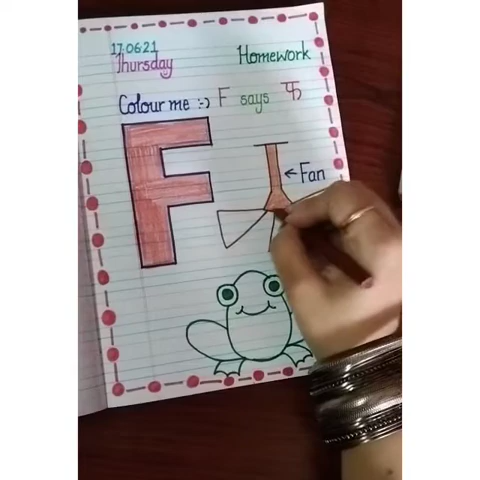 17.06.21
Thursday
Homework
Colour me :-) F says फ
F
←Fan